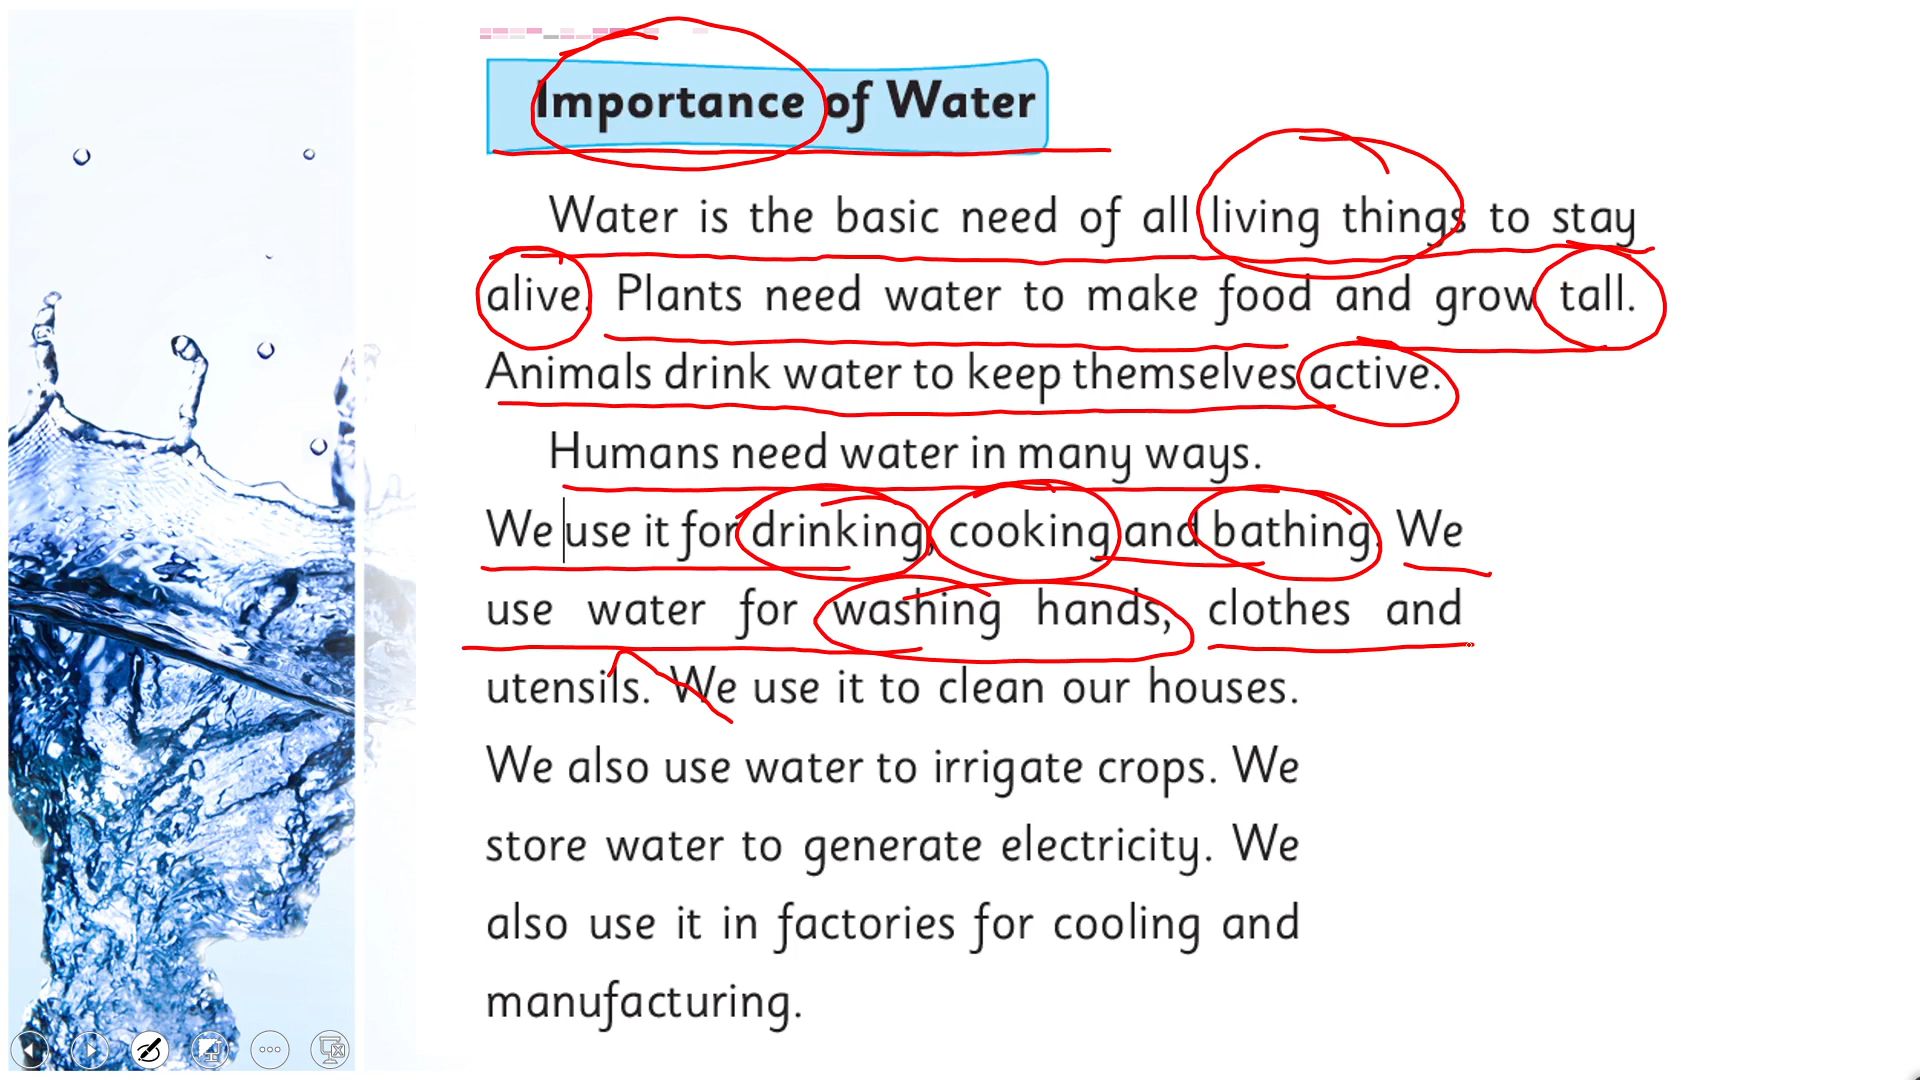 Importance of Water
Water is the basic need of all living things to stay
alive. Plants need water to make food and grow tall.
Animals drink water to keep themselves active.
Humans need water in many ways.
We use it for drinking, cooking and bathing. We
use water for washing hands, clothes and
utensils. We use it to clean our houses.
We also use water to irrigate crops. We
store water to generate electricity. We
also use it in factories for cooling and
manufacturing.